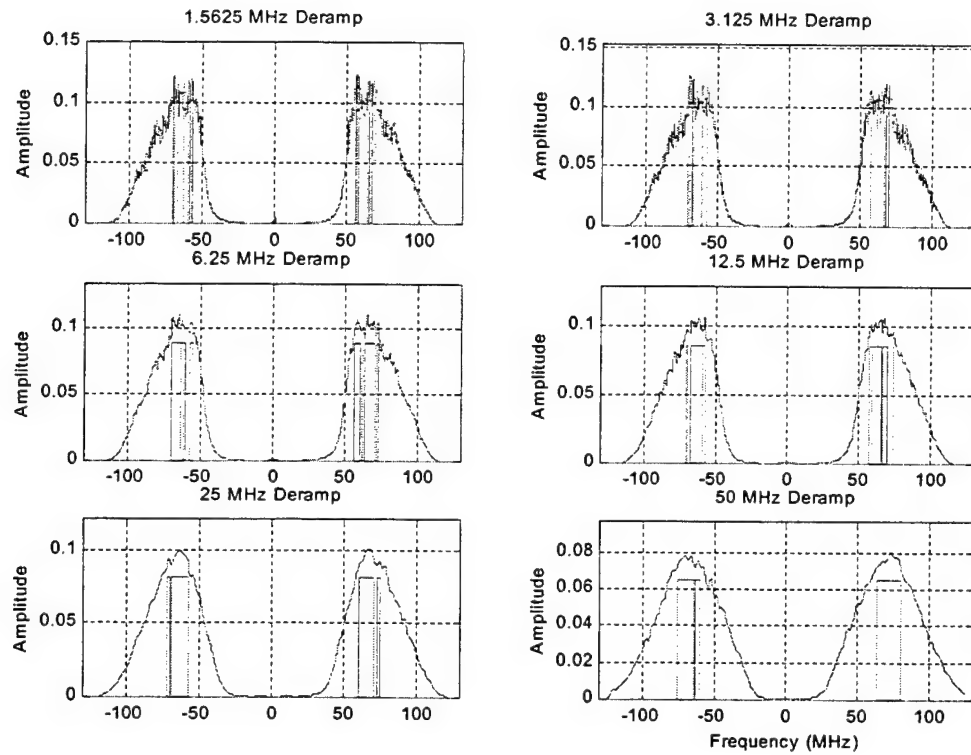 1.5625 MHz Deramp
0.15
0.1
0.05
0
Amplitude
-100 -50 0 50 100
3.125 MHz Deramp
0.15
0.1
0.05
0
Amplitude
-100 -50 0 50 100
6.25 MHz Deramp
0.1
0.05
0
Amplitude
-100 -50 0 50 100
12.5 MHz Deramp
0.1
0.05
0
Amplitude
-100 -50 0 50 100
25 MHz Deramp
0.1
0.05
0
Amplitude
-100 -50 0 50 100
50 MHz Deramp
0.08
0.06
0.04
0.02
0
Amplitude
-100 -50 0 50 100
Frequency (MHz)